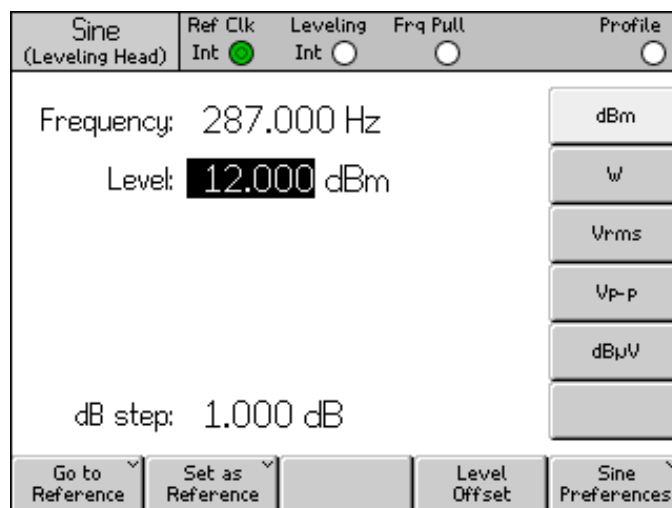 Sine
(Leveling Head)
Ref Clk
Int
Leveling
Int
Frq Pull
Profile
Frequency: 287.000 Hz
Level: 12.000 dBm
dB step: 1.000 dB
dBm
W
Vrms
Vp-p
dBµV
Go to
Reference
Set as
Reference
Level
Offset
Sine
Preferences